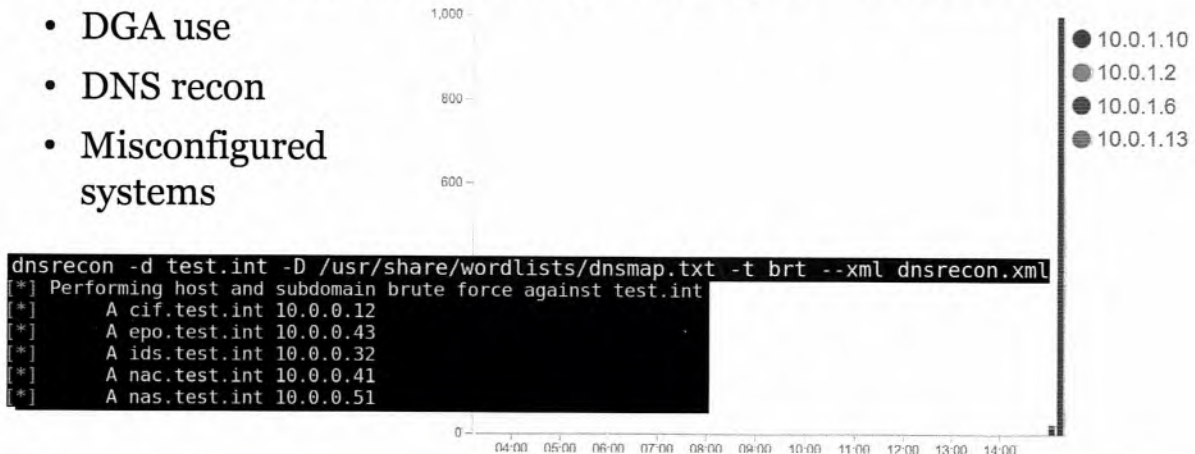 • DGA use
• DNS recon
• Misconfigured
systems
1,000
800
600
0
04:00 05:00 06:00 07:00 08:00 09:00 10:00 11:00 12:00 13:00 14:00
10.0.1.10
10.0.1.2
10.0.1.6
10.0.1.13
dnsrecon -d test.int -D /usr/share/wordlists/dnsmap.txt -t brt --xml dnsrecon.xml
[*] Performing host and subdomain brute force against test.int
[*] A cif.test.int 10.0.0.12
[*] A epo.test.int 10.0.0.43
[*] A ids.test.int 10.0.0.32
[*] A nac.test.int 10.0.0.41
[*] A nas.test.int 10.0.0.51